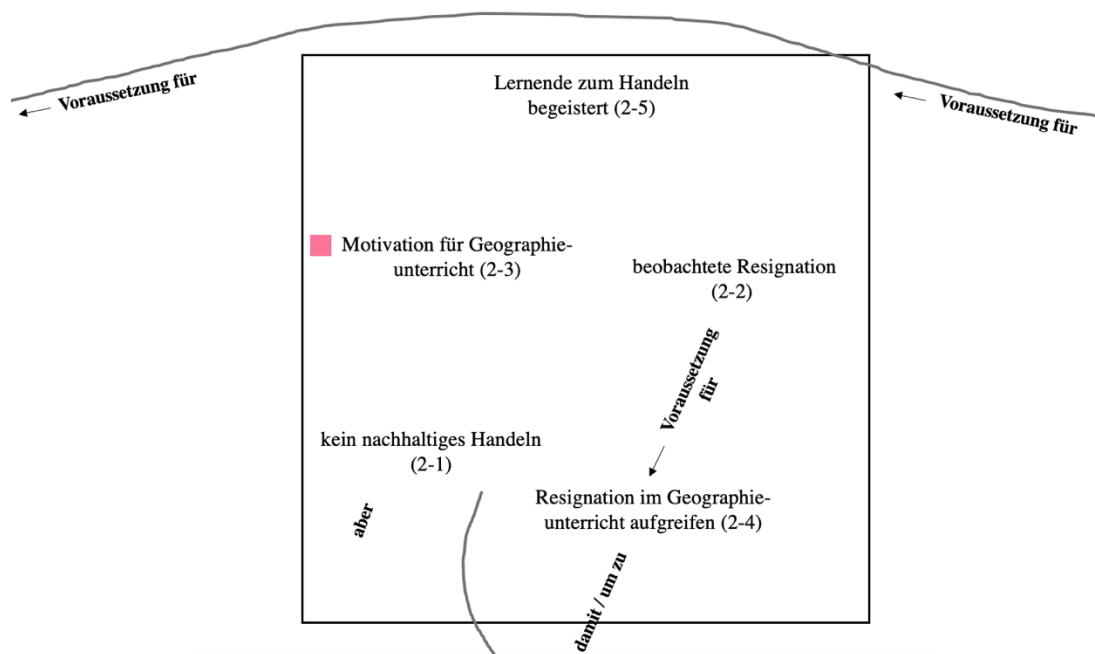 Lernende zum Handeln
begeistert (2-5)
Voraussetzung für
Voraussetzung für
Motivation für Geographie-
unterricht (2-3)
beobachtete Resignation
(2-2)
Voraussetzung
für
kein nachhaltiges Handeln
(2-1)
aber
Resignation im Geographie-
unterricht aufgreifen (2-4)
damit / um zu